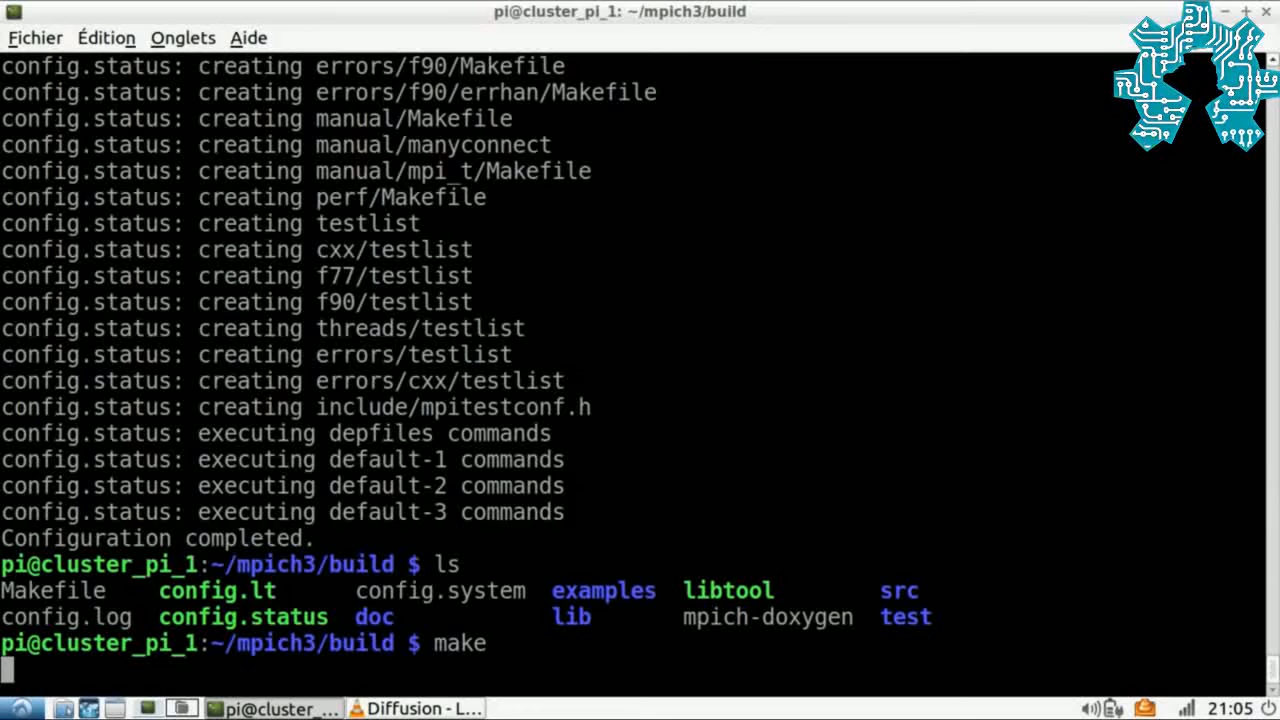 pi@cluster_pi_1: ~/mpich3/build
Fichier Édition Onglets Aide
config.status: creating errors/f90/Makefile
config.status: creating errors/f90/errhan/Makefile
config.status: creating manual/Makefile
config.status: creating manual/manyconnect
config.status: creating manual/mpi_t/Makefile
config.status: creating perf/Makefile
config.status: creating testlist
config.status: creating cxx/testlist
config.status: creating f77/testlist
config.status: creating f90/testlist
config.status: creating threads/testlist
config.status: creating errors/testlist
config.status: creating errors/cxx/testlist
config.status: creating include/mpitestconf.h
config.status: executing depfiles commands
config.status: executing default-1 commands
config.status: executing default-2 commands
config.status: executing default-3 commands
Configuration completed.
pi@cluster_pi_1:~/mpich3/build $ ls
Makefile config.lt config.system examples libtool src
config.log config.status doc lib mpich-doxygen test
pi@cluster_pi_1:~/mpich3/build $ make
pi@cluster_... Diffusion - L... 21:05